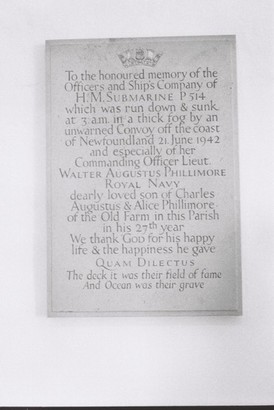 To the honoured memory of the
Officers and Ship's Company of
H.M. SUBMARINE P 514
which was run down & sunk
at 3 a.m. in a thick fog by an
unwarned Convoy off the coast
of Newfoundland 21. June 1942
and especially of her
Commanding Officer Lieut.
WALTER AUGUSTUS PHILLIMORE
ROYAL NAVY
dearly loved son of Charles
Augustus & Alice Phillimore
of the Old Farm in this Parish
in his 27th year
We thank God for his happy
life & the happiness he gave
QUAM DILECTUS
The deck it was their field of fame
And Ocean was their grave